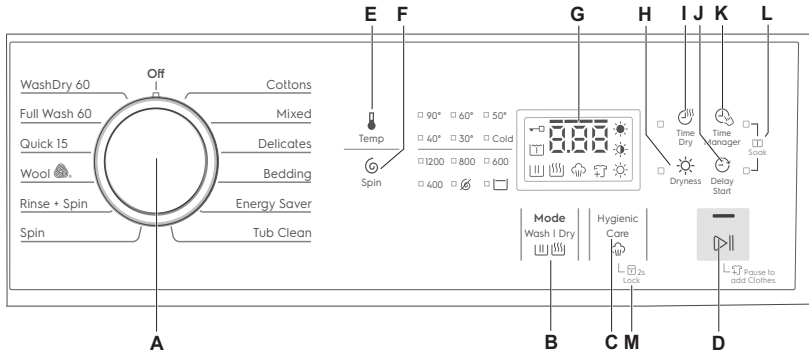 E F G H I J K L
Off
WashDry 60
Full Wash 60
Quick 15
Wool
Rinse + Spin
Spin
Cottons
Mixed
Delicates
Bedding
Energy Saver
Tub Clean
Temp
Spin
90° 60° 50°
40° 30° Cold
1200 800 600
400
8.88
Time
Dry
Time
Manager
Soak
Dryness
Delay
Start
Mode
Wash | Dry
Hygienic
Care
2s
Lock
Pause to
add Clothes
A B C M D